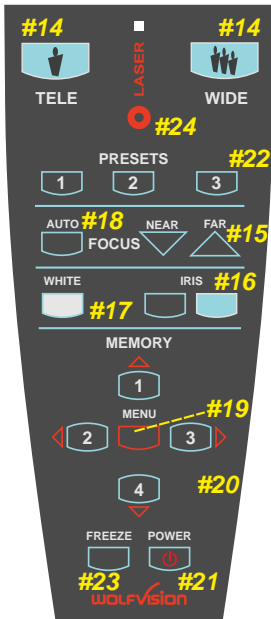 #14 #14
LASER
TELE WIDE
#24
PRESETS #22
1 2 3
AUTO #18 NEAR FAR
FOCUS #15
WHITE IRIS #16
#17
MEMORY
1
MENU #19
2 3
4 #20
FREEZE POWER
#23 #21
WOLFVISION